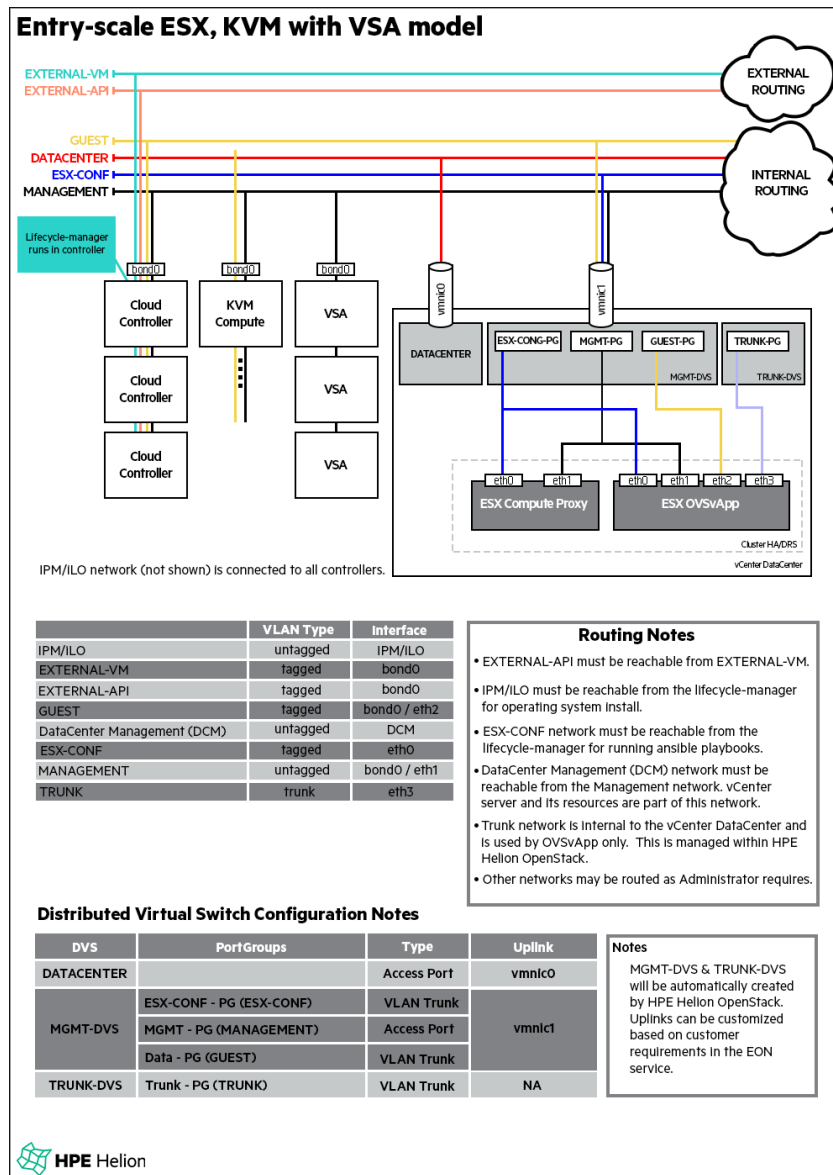 Entry-scale ESX, KVM with VSA model
EXTERNAL-VM
EXTERNAL-API
EXTERNAL
ROUTING
GUEST
DATACENTER
ESX-CONF
MANAGEMENT
INTERNAL
ROUTING
Lifecycle-manager
runs in controller
bond0
bond0
bond0
vmnic0
vmnic1
Cloud
Controller
KVM
Compute
VSA
Cloud
Controller
VSA
Cloud
Controller
VSA
DATACENTER
ESX-CONG-PG
MGMT-PG
GUEST-PG
MGMT-DVS
TRUNK-PG
TRUNK-DVS
eth0
eth1
ESX Compute Proxy
eth0
eth1
eth2
eth3
ESX OVSvApp
Cluster HA/DRS
vCenter DataCenter
IPM/ILO network (not shown) is connected to all controllers.
VLAN Type Interface
IPM/ILO untagged IPM/ILO
EXTERNAL-VM tagged bond0
EXTERNAL-API tagged bond0
GUEST tagged bond0 / eth2
DataCenter Management (DCM) untagged DCM
ESX-CONF tagged eth0
MANAGEMENT untagged bond0 / eth1
TRUNK trunk eth3
Routing Notes
• EXTERNAL-API must be reachable from EXTERNAL-VM.
• IPM/ILO must be reachable from the lifecycle-manager
for operating system install.
• ESX-CONF network must be reachable from the
lifecycle-manager for running ansible playbooks.
• DataCenter Management (DCM) network must be
reachable from the Management network. vCenter
server and its resources are part of this network.
• Trunk network is internal to the vCenter DataCenter and
is used by OVSvApp only. This is managed within HPE
Helion OpenStack.
• Other networks may be routed as Administrator requires.
Distributed Virtual Switch Configuration Notes
DVS PortGroups Type Uplink
DATACENTER Access Port vmnic0
MGMT-DVS
ESX-CONF - PG (ESX-CONF) VLAN Trunk
MGMT - PG (MANAGEMENT) Access Port
Data - PG (GUEST) VLAN Trunk
vmnic1
TRUNK-DVS Trunk - PG (TRUNK) VLAN Trunk NA
Notes
MGMT-DVS & TRUNK-DVS
will be automatically created
by HPE Helion OpenStack.
Uplinks can be customized
based on customer
requirements in the EON
service.
HPE Helion